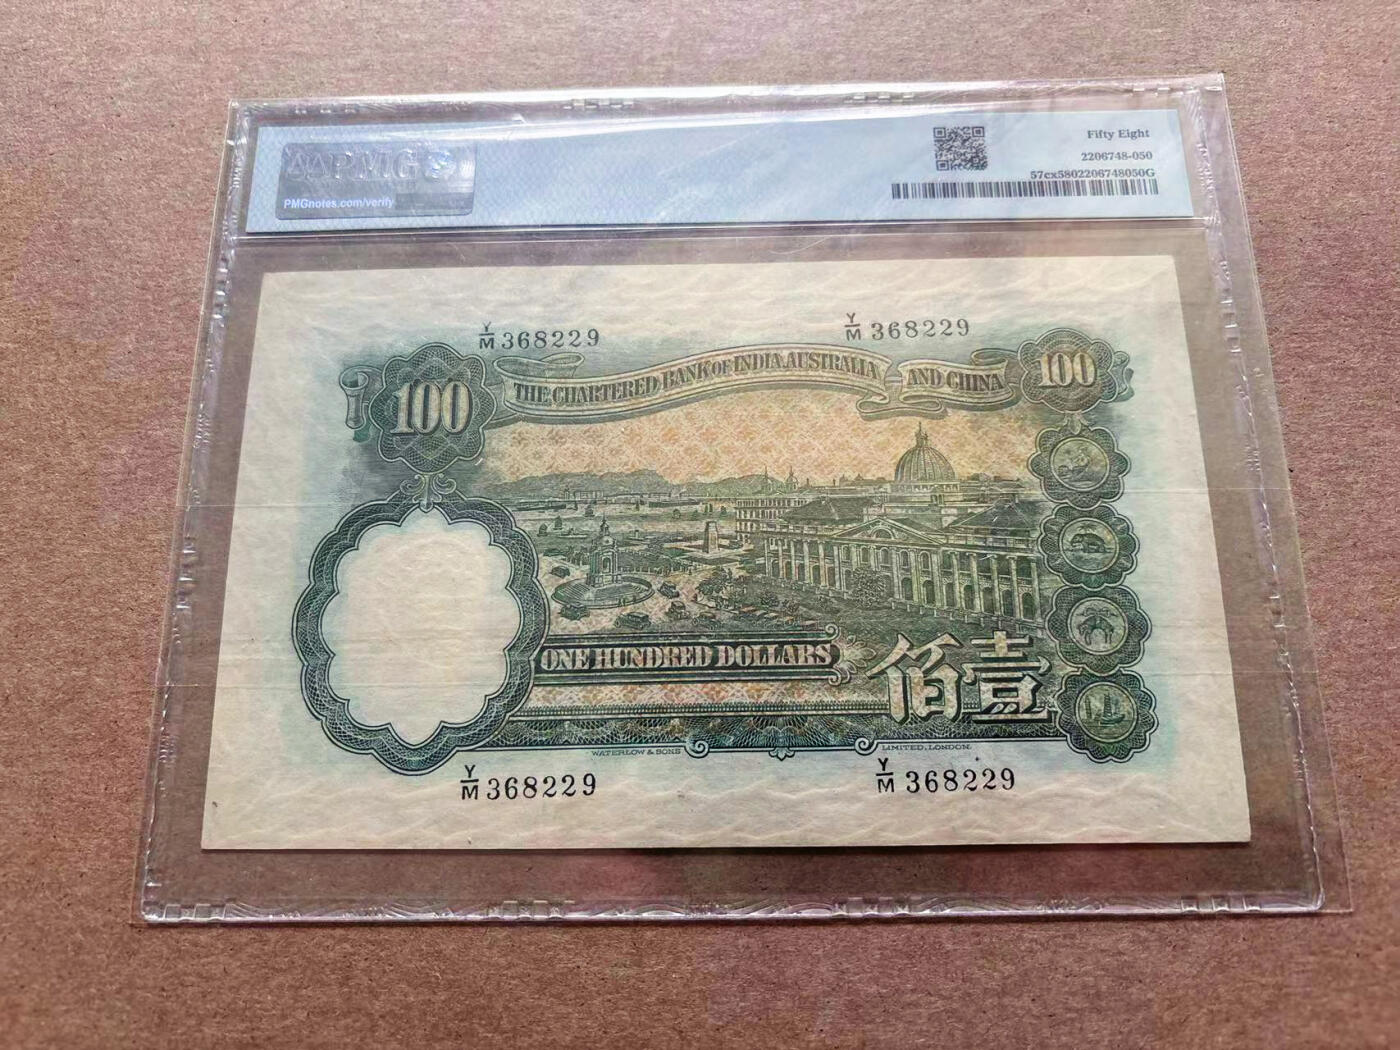 PMG
PMGnotes.com/verify
Fifty Eight
2206748-050
57cx5802206748050G
Y/M 368229
Y/M 368229
100
THE CHARTERED BANK OF INDIA, AUSTRALIA AND CHINA
100
ONE HUNDRED DOLLARS
佰壹
WATERLOW & SONS LIMITED, LONDON.
Y/M 368229
Y/M 368229